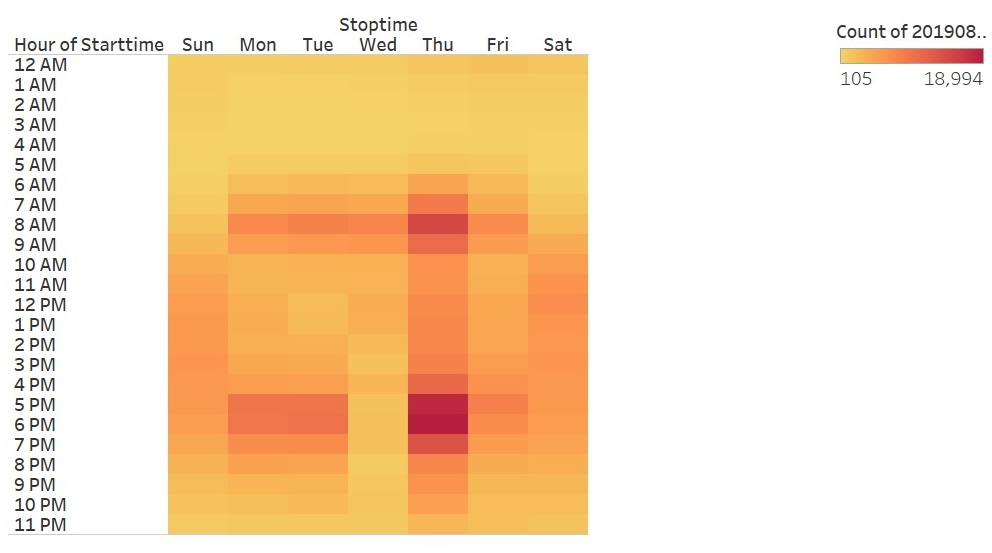 Stoptime
Hour of Starttime Sun Mon Tue Wed Thu Fri Sat
12 AM
1 AM
2 AM
3 AM
4 AM
5 AM
6 AM
7 AM
8 AM
9 AM
10 AM
11 AM
12 PM
1 PM
2 PM
3 PM
4 PM
5 PM
6 PM
7 PM
8 PM
9 PM
10 PM
11 PM
Count of 201908..
105 18,994